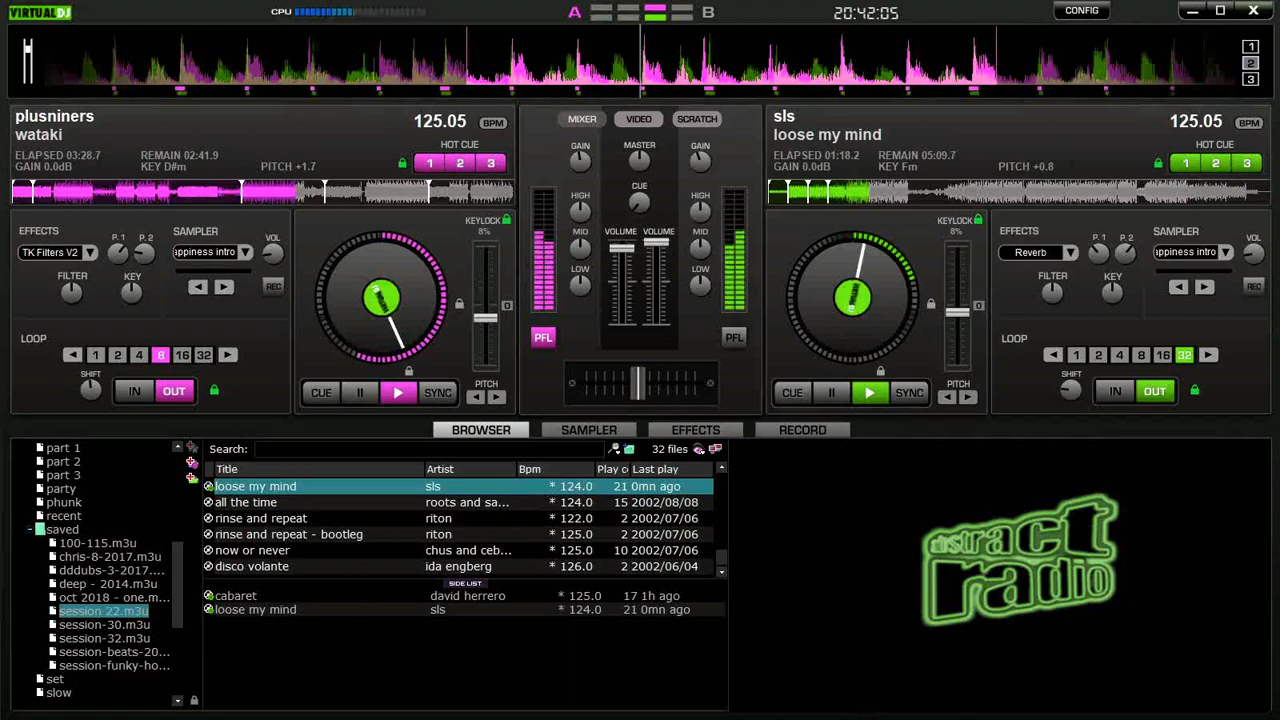 VIRTUALDJ
CPU
A B
20:42:05
CONFIG
1
2
3
plusniners
wataki
125.05 BPM
ELAPSED 03:28.7 REMAIN 02:41.9
GAIN 0.0dB KEY D#m PITCH +1.7
HOT CUE
1 2 3
MIXER VIDEO SCRATCH
GAIN MASTER GAIN
HIGH CUE HIGH
MID VOLUME VOLUME MID
LOW LOW
PFL PFL
sls
loose my mind
125.05 BPM
ELAPSED 01:18.2 REMAIN 05:09.7
GAIN 0.0dB KEY Fm PITCH +0.8
HOT CUE
1 2 3
EFFECTS P.1 P.2 SAMPLER VOL
TK Filters V2 appiness intro
FILTER KEY REC
LOOP
1 2 4 8 16 32
SHIFT IN OUT
KEYLOCK
8%
0
CUE II SYNC PITCH
EFFECTS P.1 P.2 SAMPLER VOL
Reverb appiness intro
FILTER KEY REC
LOOP
1 2 4 8 16 32
SHIFT IN OUT
KEYLOCK
8%
0
CUE II SYNC PITCH
BROWSER SAMPLER EFFECTS RECORD
part 1
part 2
part 3
party
phunk
recent
saved
100-115.m3u
chris-8-2017.m3u
dddubs-3-2017....
deep - 2014.m3u
oct 2018 - one.m...
session 22.m3u
session-30.m3u
session-32.m3u
session-beats-20...
session-funky-ho...
set
slow
Search: 32 files
Title Artist Bpm Play c Last play
loose my mind sls * 124.0 21 0mn ago
all the time roots and sa... * 124.0 15 2002/08/08
rinse and repeat riton * 122.0 2 2002/07/06
rinse and repeat - bootleg riton * 125.0 2 2002/07/06
now or never chus and ceb... * 125.0 10 2002/07/06
disco volante ida engberg * 126.0 2 2002/06/04
SIDE LIST
cabaret david herrero * 125.0 17 1h ago
loose my mind sls * 124.0 21 0mn ago
abstract
radio